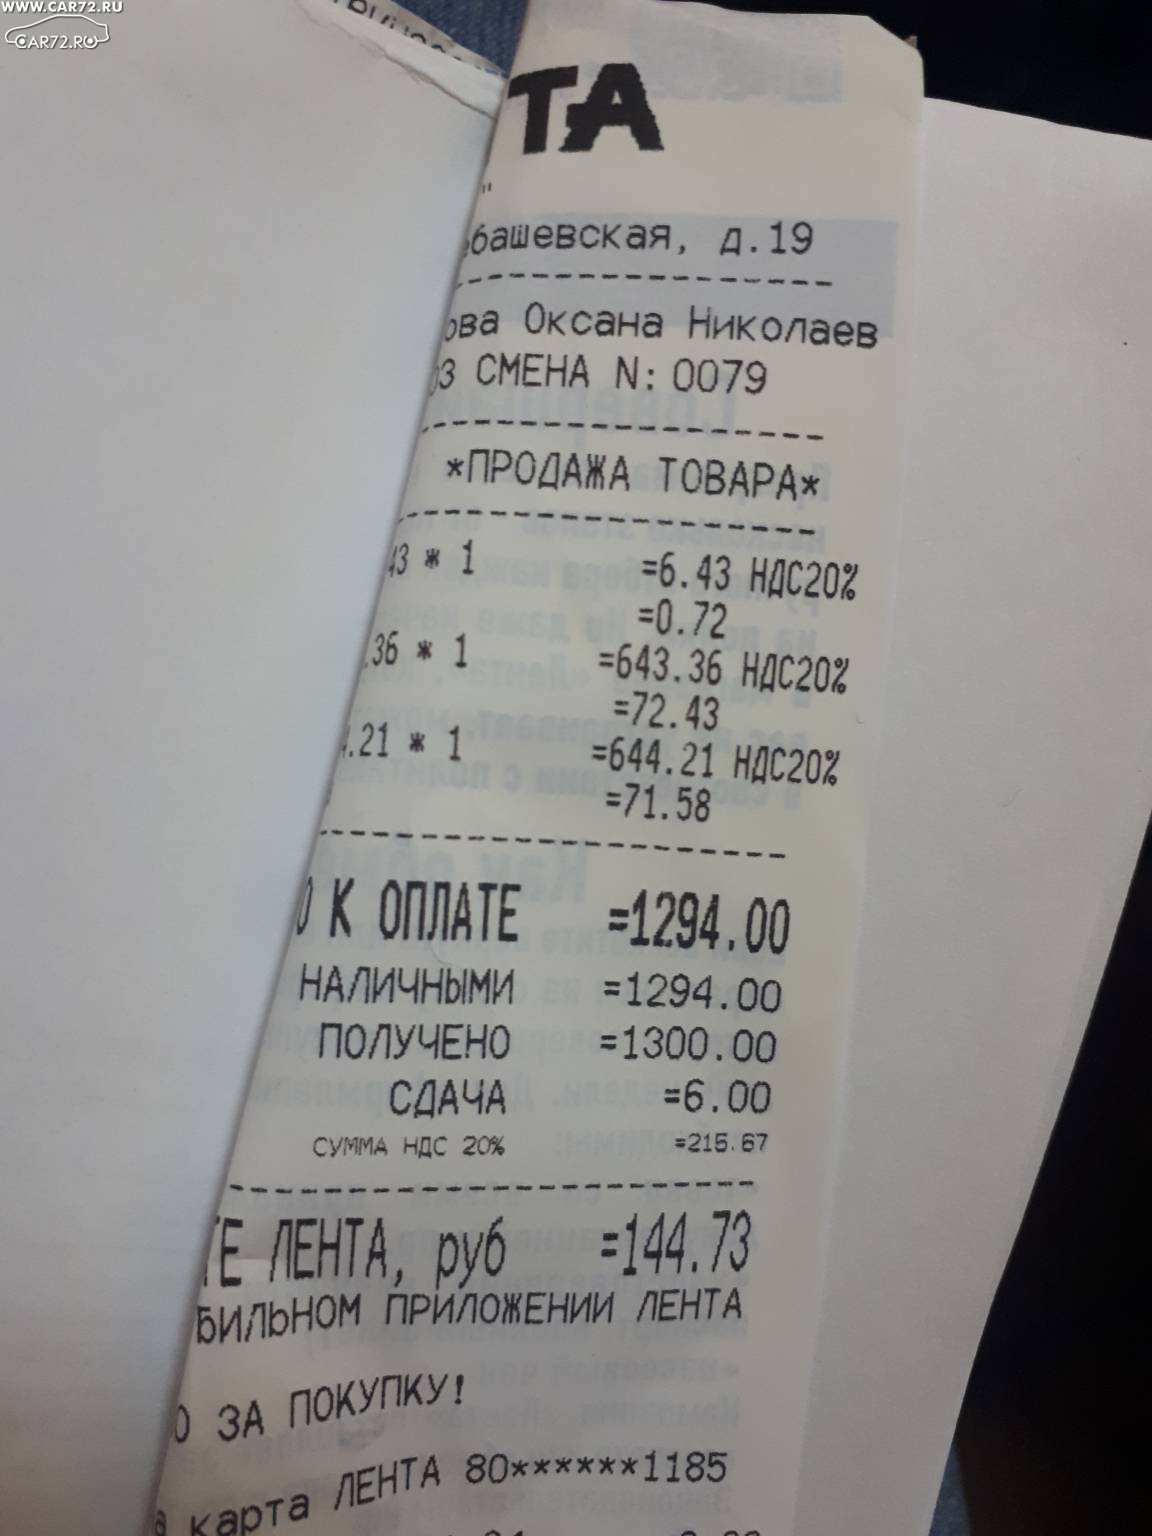 WWW.CAR72.RU
CAR72.RU
ТА
"
башевская, д.19
ова Оксана Николаев
03 СМЕНА N: 0079
*ПРОДАЖА ТОВАРА*
43 * 1 =6.43 НДС20%
=0.72
.36 * 1 =643.36 НДС20%
=72.43
.21 * 1 =644.21 НДС20%
=71.58
О К ОПЛАТЕ =1294.00
НАЛИЧНЫМИ =1294.00
ПОЛУЧЕНО =1300.00
СДАЧА =6.00
СУММА НДС 20% =215.67
ТЕ ЛЕНТА, руб =144.73
БИЛЬНОМ ПРИЛОЖЕНИИ ЛЕНТА
О ЗА ПОКУПКУ!
а карта ЛЕНТА 80******1185